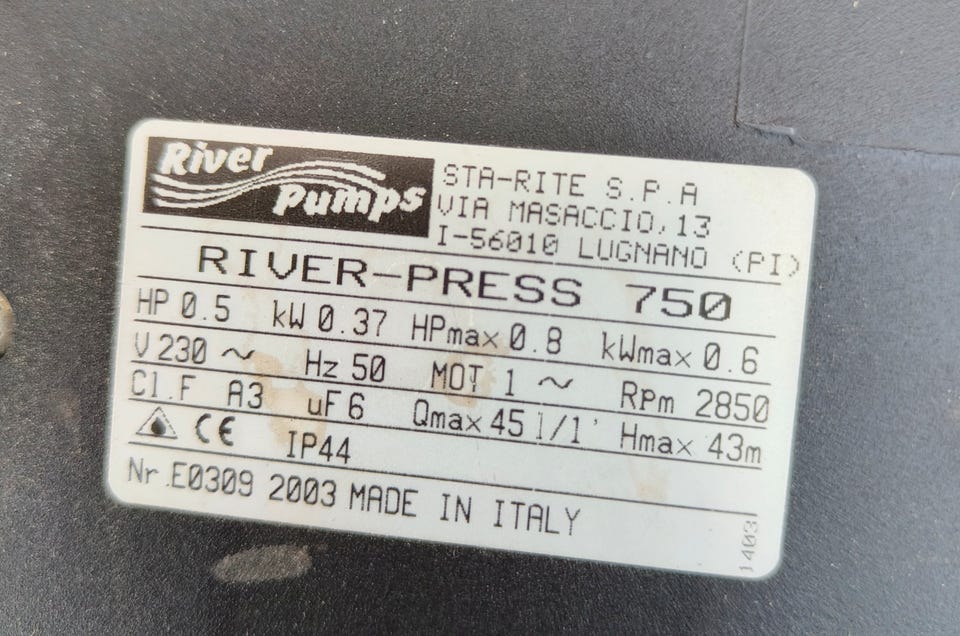 River Pumps
STA-RITE S.P.A
VIA MASACCIO,13
I-56010 LUGNANO (PI)
RIVER-PRESS 750
HP 0.5 kW 0.37 HPmax 0.8 kWmax 0.6
V 230 ~ Hz 50 MOT 1 ~ RPm 2850
Cl.F A3 uF 6 Qmax 45 l/1' Hmax 43m
CE IP44
Nr.E0309 2003 MADE IN ITALY
1403